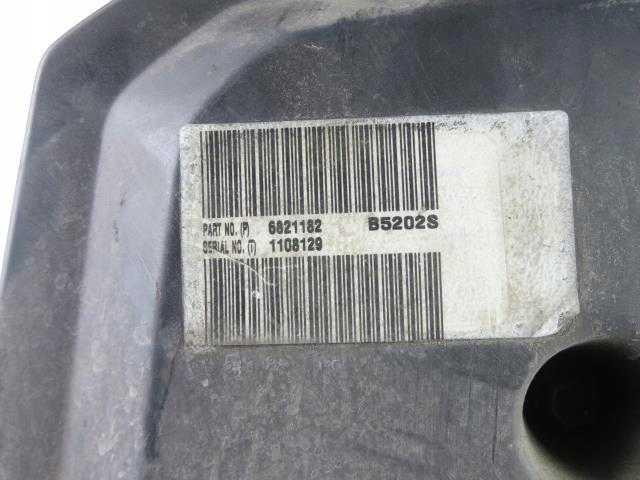 PART NO. (P) 6821182 B5202S
SERIAL NO. (T) 1108129